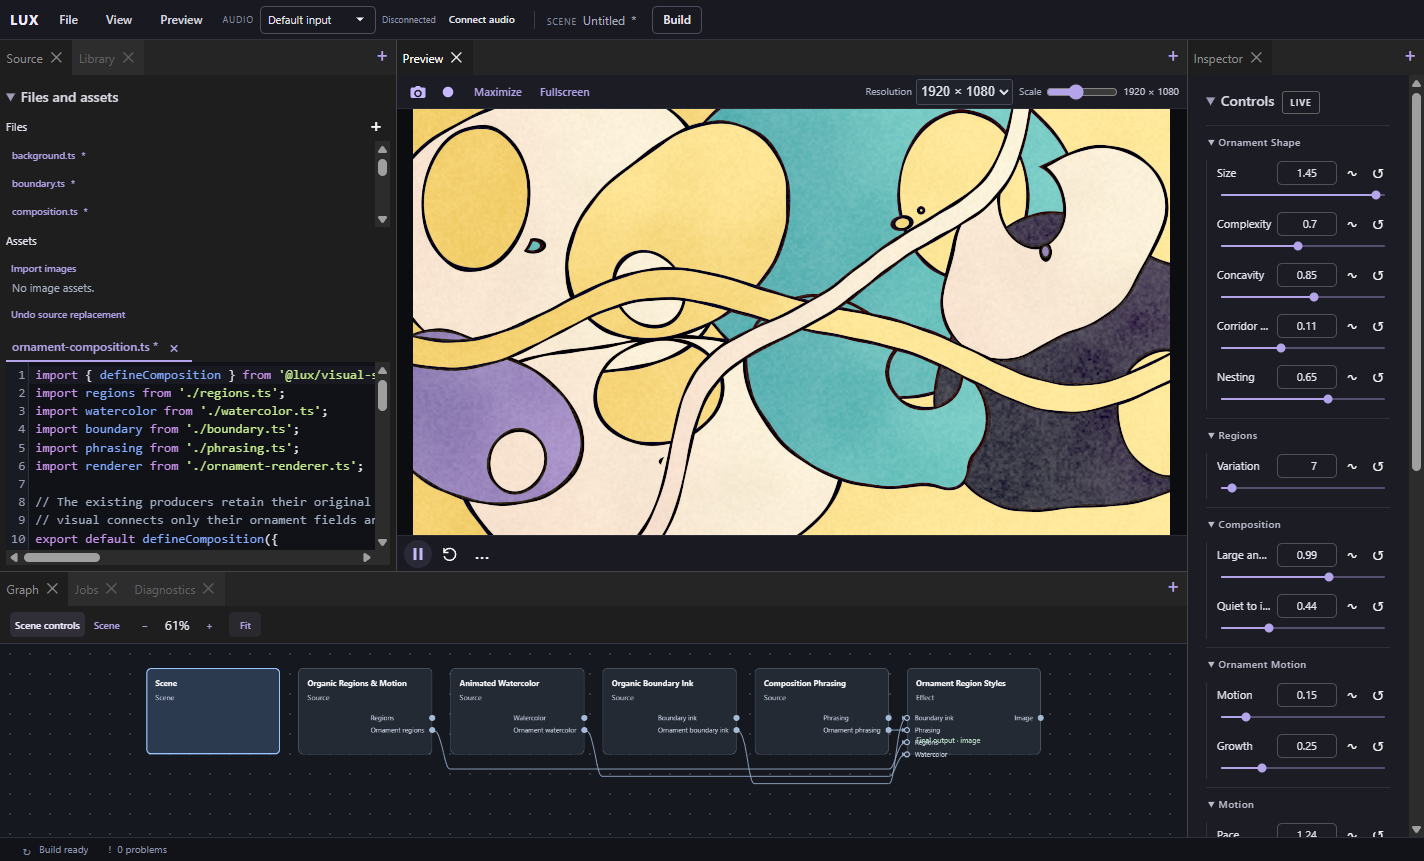 LUX File View Preview AUDIO Default input Disconnected Connect audio SCENE Untitled * Build
Source Library
Files and assets
Files
background.ts *
boundary.ts *
composition.ts *
Assets
Import images
No image assets.
Undo source replacement
ornament-composition.ts *
1 import { defineComposition } from '@lux/visual-s
2 import regions from './regions.ts';
3 import watercolor from './watercolor.ts';
4 import boundary from './boundary.ts';
5 import phrasing from './phrasing.ts';
6 import renderer from './ornament-renderer.ts';
7
8 // The existing producers retain their original
9 // visual connects only their ornament fields an
10 export default defineComposition({
Preview
Maximize Fullscreen Resolution 1920 × 1080 Scale 1920 × 1080
...
Inspector
Controls LIVE
Ornament Shape
Size 1.45
Complexity 0.7
Concavity 0.85
Corridor ... 0.11
Nesting 0.65
Regions
Variation 7
Composition
Large an... 0.99
Quiet to i... 0.44
Ornament Motion
Motion 0.15
Growth 0.25
Motion
Pace 1.24
Graph Jobs Diagnostics
Scene controls Scene − 61% + Fit
Scene
Scene
Organic Regions & Motion
Source
Regions
Ornament regions
Animated Watercolor
Source
Watercolor
Ornament watercolor
Organic Boundary Ink
Source
Boundary ink
Ornament boundary ink
Composition Phrasing
Source
Phrasing
Ornament phrasing
Ornament Region Styles
Effect
Boundary ink Image
Phrasing
Regions
Final output · image
Watercolor
Build ready ! 0 problems